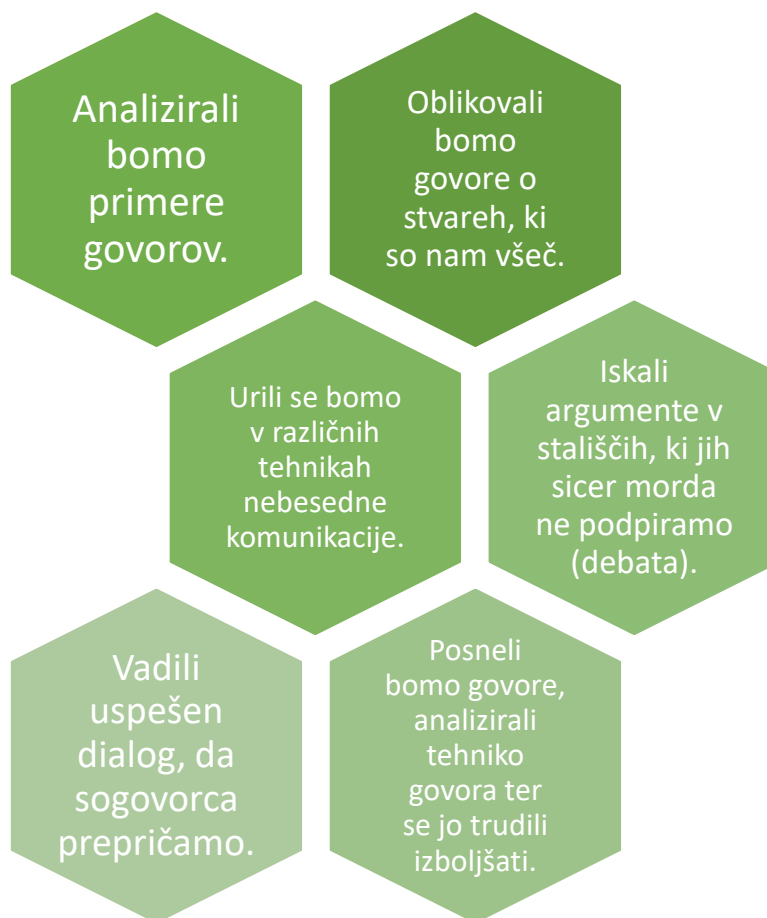 Analizirali
bomo
primere
govorov.
Oblikovali
bomo
govore o
stvareh, ki
so nam všeč.
Urili se bomo
v različnih
tehnikah
nebesedne
komunikacije.
Iskali
argumente v
stališčih, ki jih
sicer morda
ne podpiramo
(debata).
Vadili
uspešen
dialog, da
sogovorca
prepričamo.
Posneli
bomo govore,
analizirali
tehniko
govora ter
se jo trudili
izboljšati.